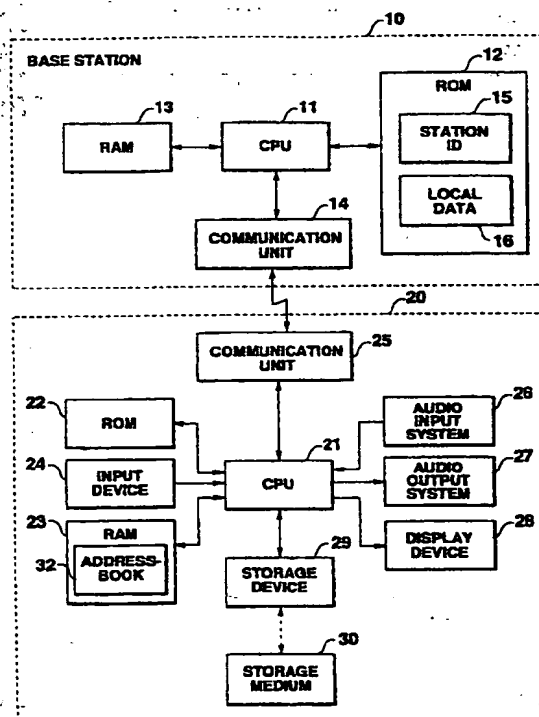 10
BASE STATION
12
ROM
13
RAM
11
CPU
15
STATION
ID
LOCAL
DATA
16
14
COMMUNICATION
UNIT
20
COMMUNICATION
UNIT
25
22
ROM
24
INPUT
DEVICE
23
RAM
32
ADDRESS-
BOOK
21
CPU
26
AUDIO
INPUT
SYSTEM
27
AUDIO
OUTPUT
SYSTEM
28
DISPLAY
DEVICE
29
STORAGE
DEVICE
30
STORAGE
MEDIUM